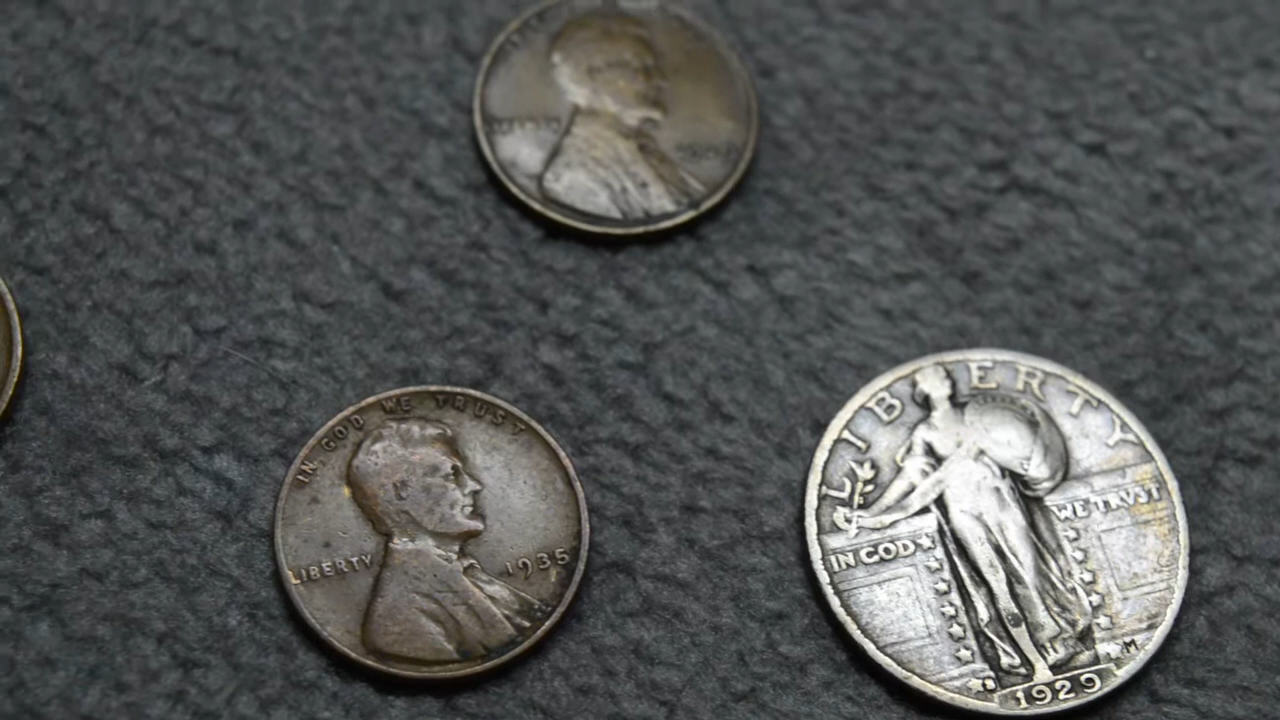 IN GOD WE TRUST
LIBERTY
1935
LIBERTY
IN GOD
WE TRUST
S
M
1929